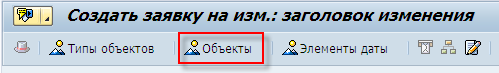 Создать заявку на изм.: заголовок изменения
Типы объектов Объекты Элементы даты